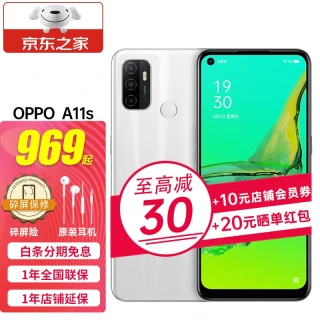 京东之家
OPPO A11s
969起
碎屏保修
碎屏险 原装耳机
白条分期免息
1年全国联保
1年店铺延保
至高减
30
+10元店铺会员券
+20元晒单红包
19
30
oppo